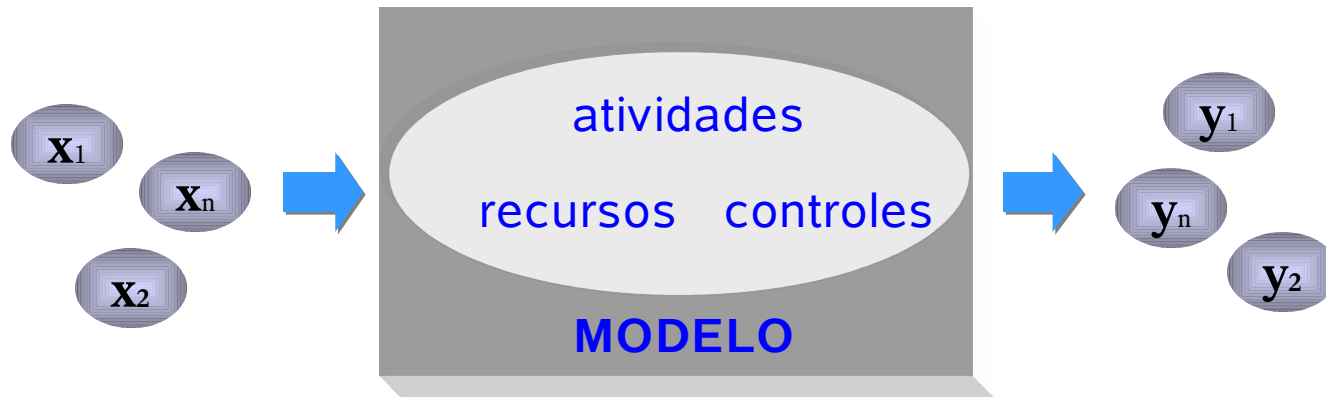 x1
xn
x2
atividades
recursos controles
MODELO
y1
yn
y2